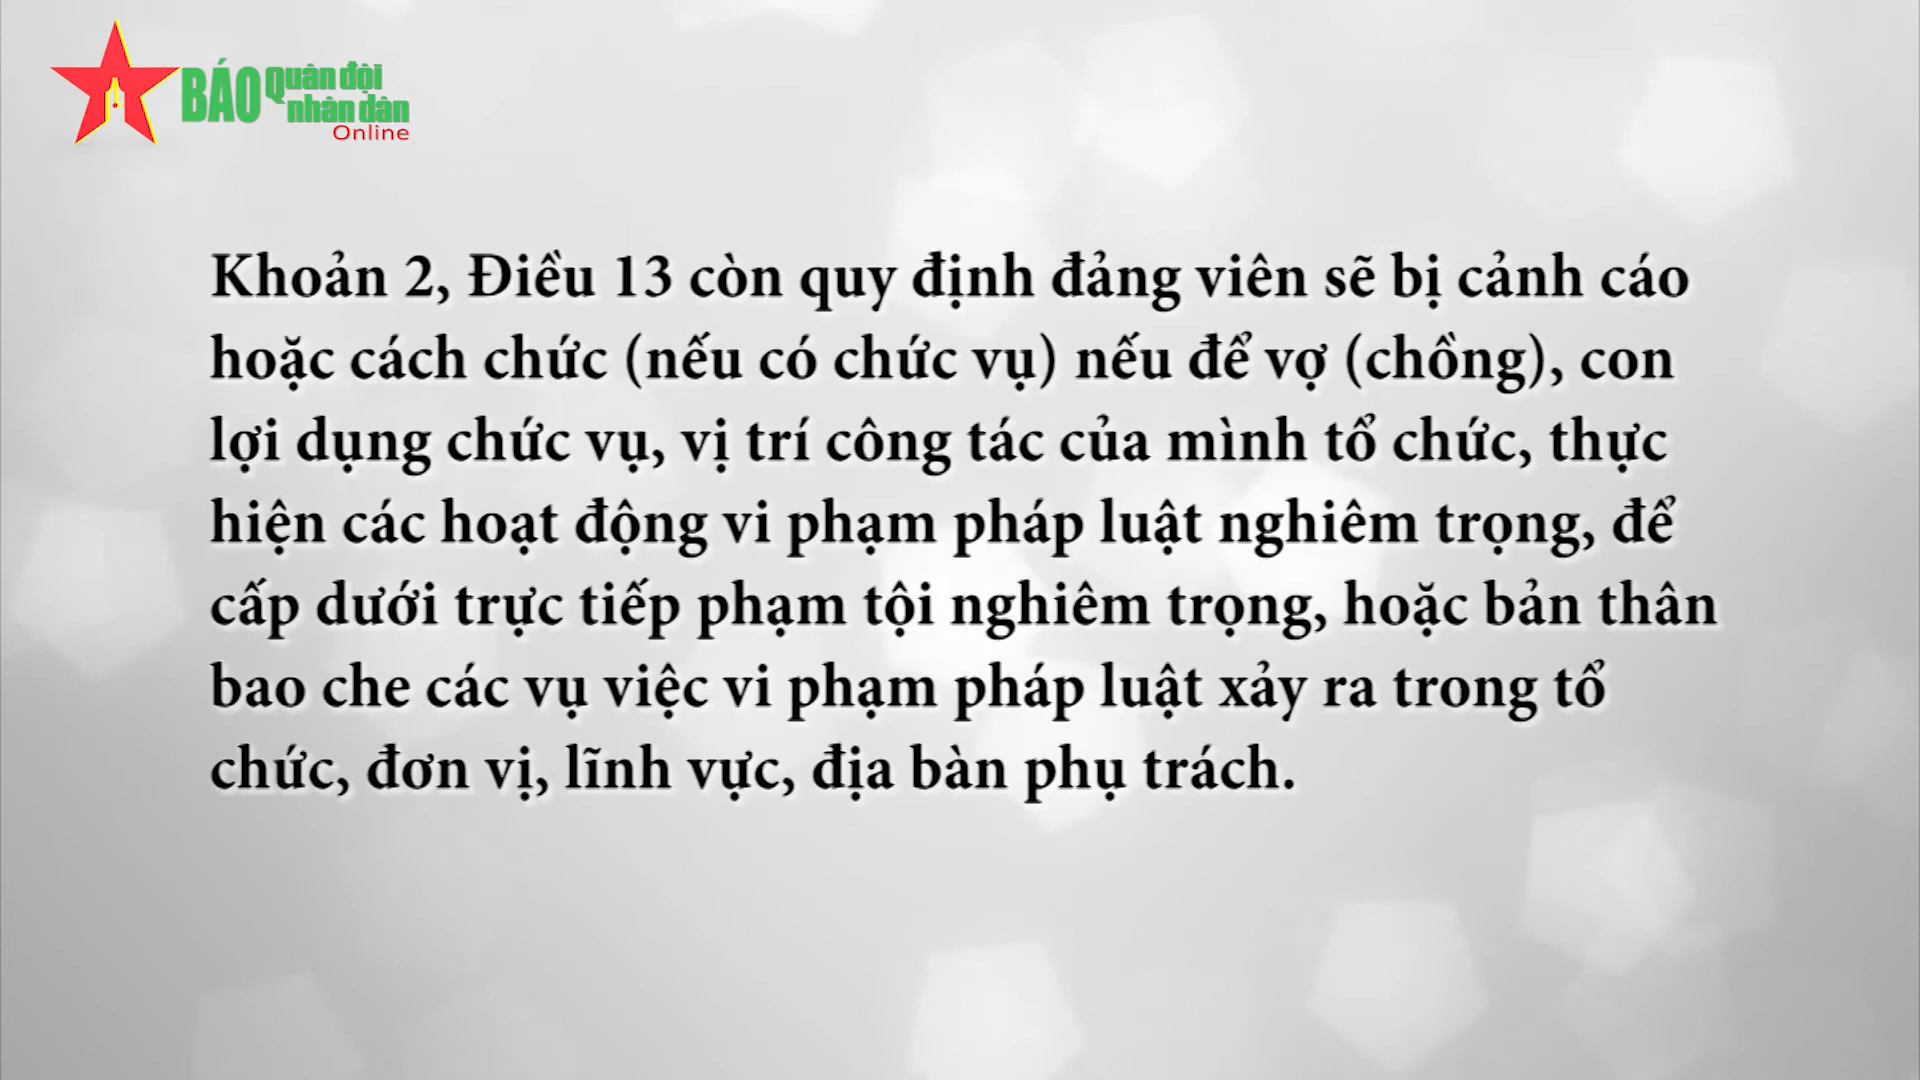 BÁO Quân đội
nhân dân
Online
Khoản 2, Điều 13 còn quy định đảng viên sẽ bị cảnh cáo
hoặc cách chức (nếu có chức vụ) nếu để vợ (chồng), con
lợi dụng chức vụ, vị trí công tác của mình tổ chức, thực
hiện các hoạt động vi phạm pháp luật nghiêm trọng, để
cấp dưới trực tiếp phạm tội nghiêm trọng, hoặc bản thân
bao che các vụ việc vi phạm pháp luật xảy ra trong tổ
chức, đơn vị, lĩnh vực, địa bàn phụ trách.